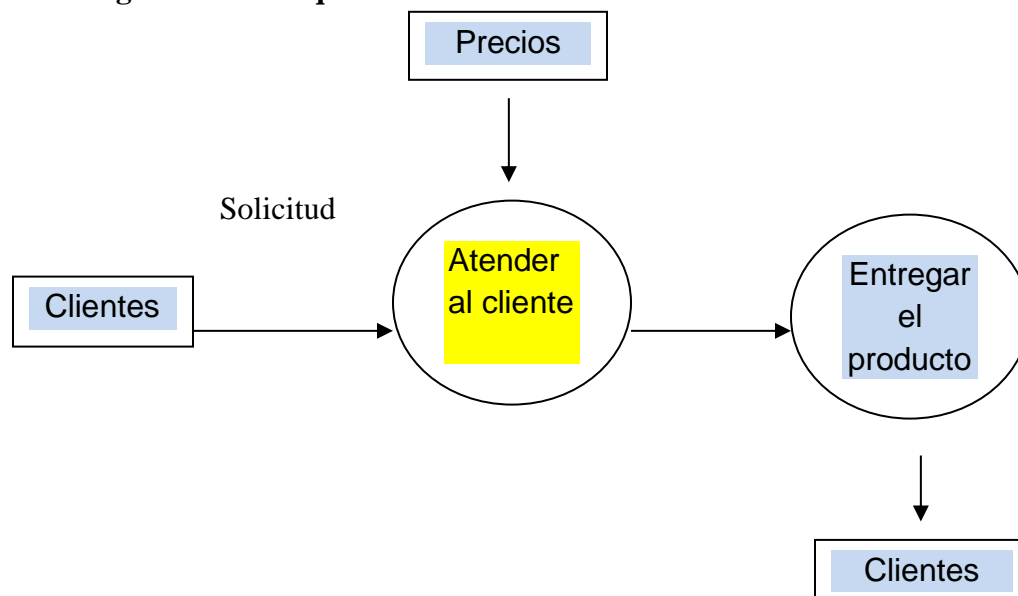 Precios
Solicitud
Atender
al cliente
Clientes
Entregar
el
producto
Clientes